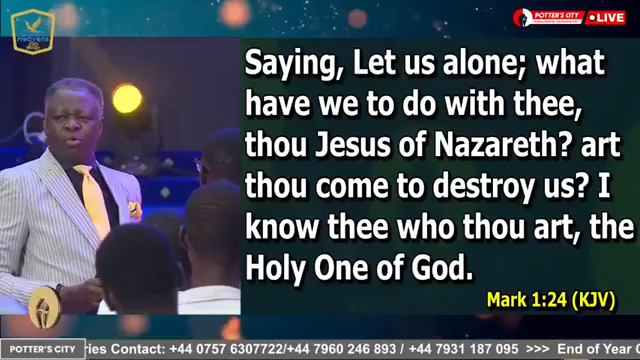 Heavens
POTTER'S CITY
LIVE
Saying, Let us alone; what
have we to do with thee,
thou Jesus of Nazareth? art
thou come to destroy us? I
know thee who thou art, the
Holy One of God.
Mark 1:24 (KJV)
POTTER'S CITY
ries Contact: +44 0757 6307722/+44 7960 246 893 / +44 7931 187 095 >>> End of Year C